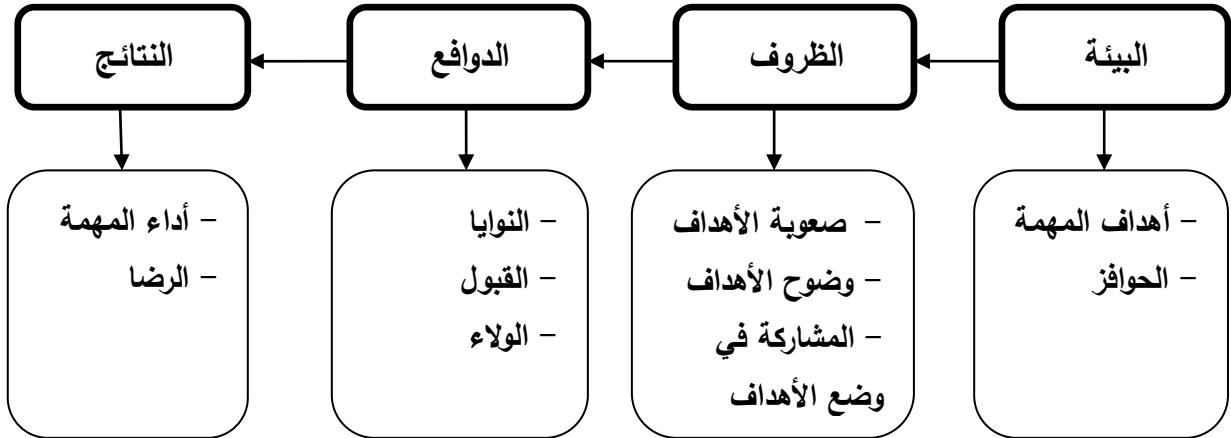 البيئة
الظروف
الدوافع
النتائج
– أهداف المهمة
– الحوافز
– صعوبة الأهداف
– وضوح الأهداف
– المشاركة في
وضع الأهداف
– النوايا
– القبول
– الولاء
– أداء المهمة
– الرضا